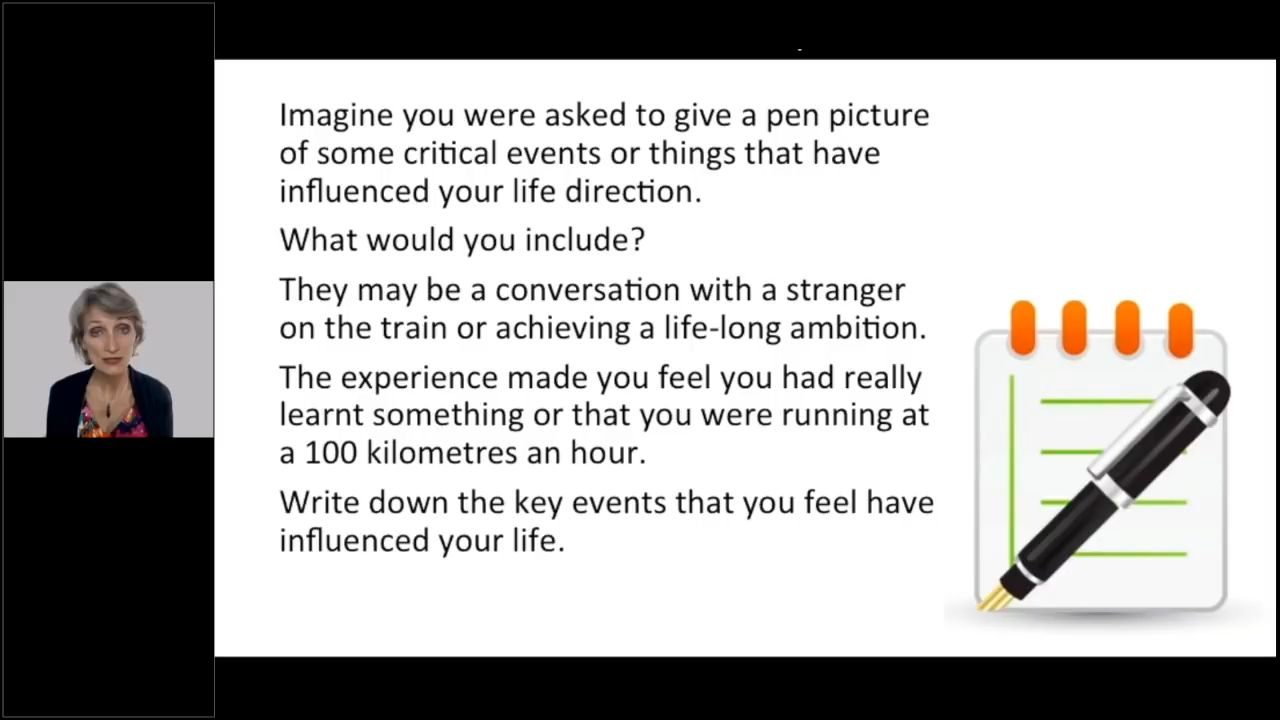 Imagine you were asked to give a pen picture
of some critical events or things that have
influenced your life direction.
What would you include?
They may be a conversation with a stranger
on the train or achieving a life-long ambition.
The experience made you feel you had really
learnt something or that you were running at
a 100 kilometres an hour.
Write down the key events that you feel have
influenced your life.